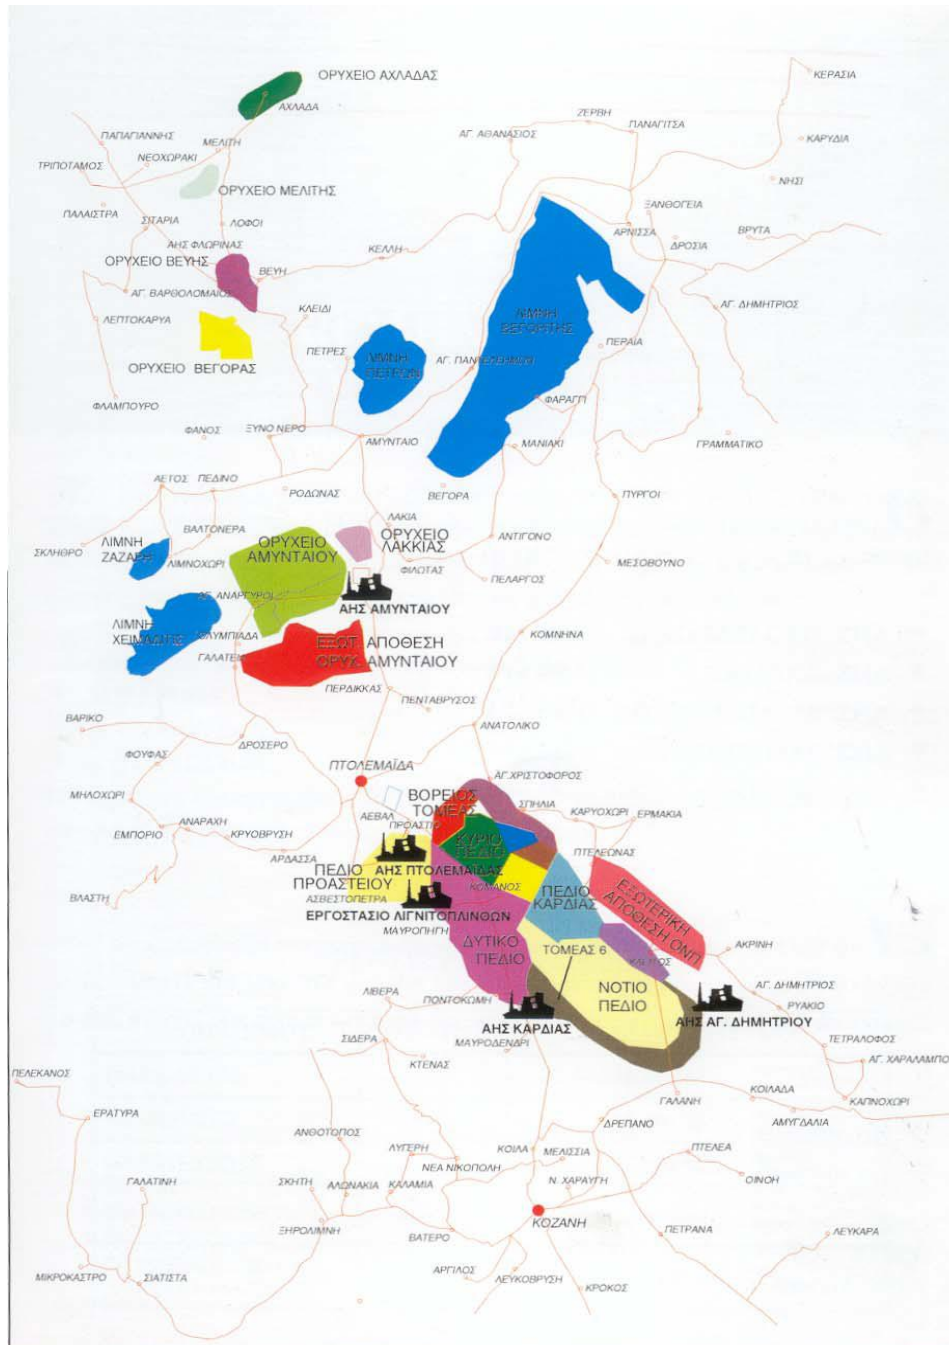 ΟΡΥΧΕΙΟ ΑΧΛΑΔΑΣ
ΚΕΡΑΣΙΑ
ΑΧΛΑΔΑ
ΖΕΡΒΗ
ΠΑΝΑΓΙΤΣΑ
ΑΓ. ΑΘΑΝΑΣΙΟΣ
ΚΑΡΥΔΙΑ
ΠΑΠΑΓΙΑΝΝΗΣ
ΜΕΛΙΤΗ
ΝΕΟΧΩΡΑΚΙ
ΤΡΙΠΟΤΑΜΟΣ
ΝΗΣΙ
ΟΡΥΧΕΙΟ ΜΕΛΙΤΗΣ
ΞΑΝΘΟΓΕΙΑ
ΠΑΛΑΙΣΤΡΑ
ΣΙΤΑΡΙΑ
ΛΟΦΟΙ
ΑΡΝΙΣΣΑ
ΔΡΟΣΙΑ
ΒΡΥΤΑ
ΑΗΣ ΦΛΩΡΙΝΑΣ
ΚΕΛΛΗ
ΟΡΥΧΕΙΟ ΒΕΥΗΣ
ΒΕΥΗ
ΑΓ. ΒΑΡΘΟΛΟΜΑΙΟΣ
ΑΓ. ΔΗΜΗΤΡΙΟΣ
ΛΕΠΤΟΚΑΡΥΑ
ΚΛΕΙΔΙ
ΛΙΜΝΗ
ΒΕΓΟΡΙΤΗΣ
ΠΕΤΡΕΣ
ΛΙΜΝΗ
ΠΕΤΡΩΝ
ΠΕΡΑΙΑ
ΟΡΥΧΕΙΟ ΒΕΓΟΡΑΣ
ΦΛΑΜΠΟΥΡΟ
ΦΑΡΑΓΓΙ
ΦΑΝΟΣ
ΞΥΝΟ ΝΕΡΟ
ΑΜΥΝΤΑΙΟ
ΜΑΝΙΑΚΙ
ΓΡΑΜΜΑΤΙΚΟ
ΑΕΤΟΣ
ΠΕΔΙΝΟ
ΡΟΔΩΝΑΣ
ΒΕΓΟΡΑ
ΠΥΡΓΟΙ
ΛΑΚΙΑ
ΒΑΛΤΟΝΕΡΑ
ΟΡΥΧΕΙΟ
ΑΜΥΝΤΑΙΟΥ
ΟΡΥΧΕΙΟ
ΛΑΚΚΙΑΣ
ΑΝΤΙΓΟΝΟ
ΣΚΛΗΘΡΟ
ΛΙΜΝΗ
ΖΑΖΑΡΗ
ΛΙΜΝΟΧΩΡΙ
ΦΙΛΩΤΑΣ
ΜΕΣΟΒΟΥΝΟ
ΠΕΛΑΡΓΟΣ
ΑΓ. ΑΝΑΡΓΥΡΟΙ
ΑΗΣ ΑΜΥΝΤΑΙΟΥ
ΛΙΜΝΗ
ΧΕΙΜΑΔΙΤΙΣ
ΟΛΥΜΠΙΑΔΑ
ΚΟΜΝΗΝΑ
ΕΞΩΤ. ΑΠΟΘΕΣΗ
ΟΡΥΧ. ΑΜΥΝΤΑΙΟΥ
ΠΕΡΔΙΚΚΑΣ
ΠΕΝΤΑΒΡΥΣΟΣ
ΒΑΡΙΚΟ
ΑΝΑΤΟΛΙΚΟ
ΔΡΟΣΕΡΟ
ΦΟΥΦΑΣ
ΠΤΟΛΕΜΑΪΔΑ
ΑΓ.ΧΡΙΣΤΟΦΟΡΟΣ
ΜΗΛΟΧΩΡΙ
ΒΟΡΕΙΟΣ
ΤΟΜΕΑΣ
ΣΠΗΛΙΑ
ΚΑΡΥΟΧΩΡΙ
ΕΡΜΑΚΙΑ
ΑΕΒΑΛ
ΠΡΟΑΣΤΙΟ
ΕΜΠΟΡΙΟ
ΑΝΑΡΑΧΗ
ΚΡΥΟΒΡΥΣΗ
ΚΥΡΙΟ
ΠΕΔΙΟ
ΠΤΕΛΕΩΝΑΣ
ΑΡΔΑΣΣΑ
ΑΗΣ ΠΤΟΛΕΜΑΪΔΑΣ
ΠΕΔΙΟ
ΠΡΟΑΣΤΕΙΟΥ
ΚΟΜΑΝΟΣ
ΠΕΔΙΟ
ΚΑΡΔΙΑΣ
ΕΞΩΤΕΡΙΚΗ
ΑΠΟΘΕΣΗ ΟΝΠ
ΒΛΑΣΤΗ
ΑΣΒΕΣΤΟΠΕΤΡΑ
ΕΡΓΟΣΤΑΣΙΟ ΛΙΓΝΙΤΟΠΛΙΝΘΩΝ
ΜΑΥΡΟΠΗΓΗ
ΔΥΤΙΚΟ
ΠΕΔΙΟ
ΤΟΜΕΑΣ 6
ΚΛΕΙΤΟΣ
ΑΚΡΙΝΗ
ΝΟΤΙΟ
ΠΕΔΙΟ
ΑΓ. ΔΗΜΗΤΡΙΟΣ
ΛΙΒΕΡΑ
ΠΟΝΤΟΚΩΜΗ
ΡΥΑΚΙΟ
ΑΗΣ ΚΑΡΔΙΑΣ
ΑΗΣ ΑΓ. ΔΗΜΗΤΡΙΟΥ
ΣΙΔΕΡΑ
ΜΑΥΡΟΔΕΝΔΡΙ
ΤΕΤΡΑΛΟΦΟΣ
ΚΤΕΝΑΣ
ΑΓ. ΧΑΡΑΛΑΜΠΟ
ΠΕΛΕΚΑΝΟΣ
ΚΟΙΛΑΔΑ
ΓΑΛΑΝΗ
ΚΑΠΝΟΧΩΡΙ
ΕΡΑΤΥΡΑ
ΔΡΕΠΑΝΟ
ΑΜΥΓΔΑΛΙΑ
ΑΝΘΟΤΟΠΟΣ
ΛΥΓΕΡΗ
ΚΟΙΛΑ
ΜΕΛΙΣΣΙΑ
ΠΤΕΛΕΑ
ΝΕΑ ΝΙΚΟΠΟΛΗ
ΓΑΛΑΤΙΝΗ
ΣΚΗΤΗ
ΑΛΩΝΑΚΙΑ
ΚΑΛΑΜΙΑ
Ν. ΧΑΡΑΥΓΗ
ΟΙΝΟΗ
ΞΗΡΟΛΙΜΝΗ
ΚΟΖΑΝΗ
ΒΑΤΕΡΟ
ΠΕΤΡΑΝΑ
ΛΕΥΚΑΡΑ
ΜΙΚΡΟΚΑΣΤΡΟ
ΣΙΑΤΙΣΤΑ
ΑΡΓΙΛΟΣ
ΛΕΥΚΟΒΡΥΣΗ
ΚΡΟΚΟΣ